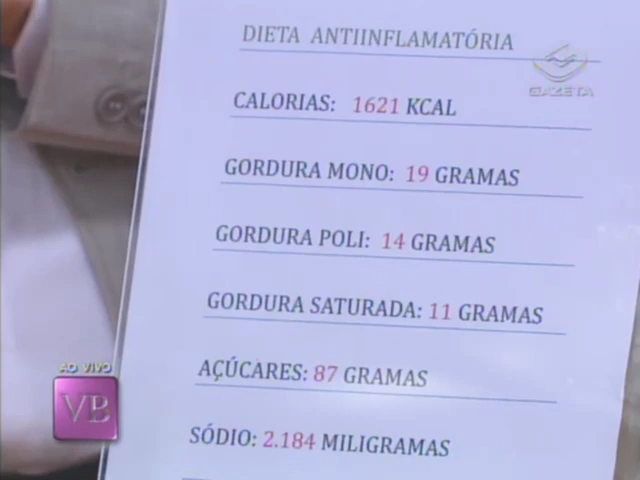 DIETA ANTIINFLAMATÓRIA
GAZETA
CALORIAS: 1621 KCAL
GORDURA MONO: 19 GRAMAS
GORDURA POLI: 14 GRAMAS
GORDURA SATURADA: 11 GRAMAS
AÇÚCARES: 87 GRAMAS
AO VIVO
VB
SÓDIO: 2.184 MILIGRAMAS